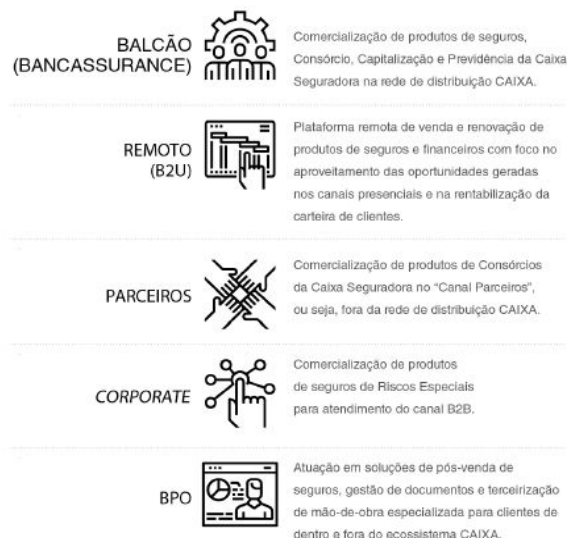 BALCÃO
(BANCASSURANCE)
Comercialização de produtos de seguros,
Consórcio, Capitalização e Previdência da Caixa
Seguradora na rede de distribuição CAIXA.
REMOTO
(B2U)
Plataforma remota de venda e renovação de
produtos de seguros e financeiros com foco no
aproveitamento das oportunidades geradas
nos canais presenciais e na rentabilização da
carteira de clientes.
PARCEIROS
Comercialização de produtos de Consórcios
da Caixa Seguradora no “Canal Parceiros”,
ou seja, fora da rede de distribuição CAIXA.
CORPORATE
Comercialização de produtos
de seguros de Riscos Especiais
para atendimento do canal B2B.
BPO
Atuação em soluções de pós-venda de
seguros, gestão de documentos e terceirização
de mão-de-obra especializada para clientes de
dentro e fora do ecossistema CAIXA.